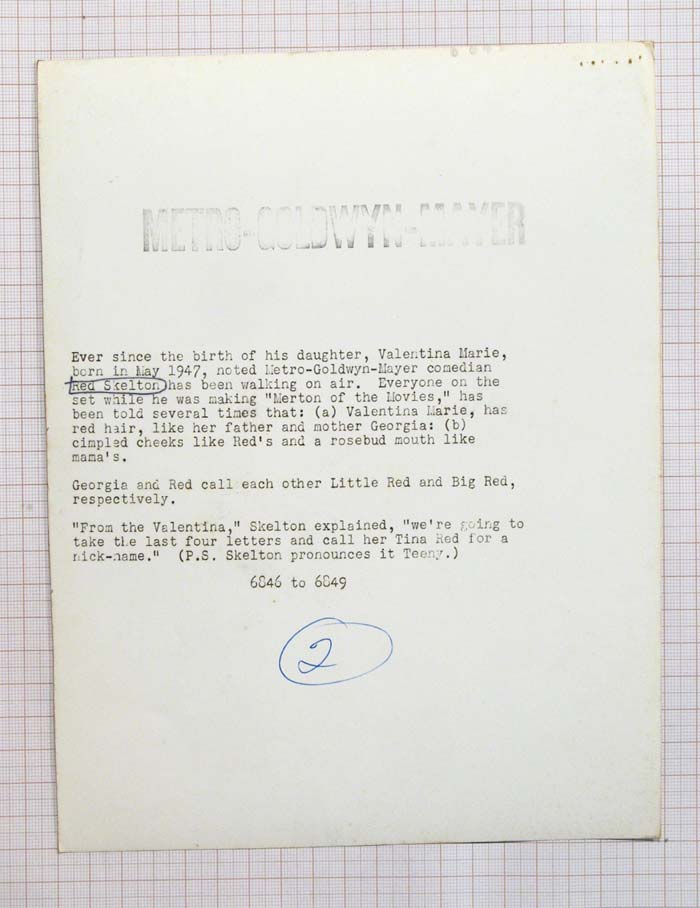 METRO-GOLDWYN-MAYER
Ever since the birth of his daughter, Valentina Marie,
born in May 1947, noted Metro-Goldwyn-Mayer comedian
Red Skelton has been walking on air. Everyone on the
set while he was making "Merton of the Movies," has
been told several times that: (a) Valentina Marie, has
red hair, like her father and mother Georgia: (b)
cimpled cheeks like Red's and a rosebud mouth like
mama's.
Georgia and Red call each other Little Red and Big Red,
respectively.
"From the Valentina," Skelton explained, "we're going to
take the last four letters and call her Tina Red for a
nick-name." (P.S. Skelton pronounces it Teeny.)
6846 to 6849
2